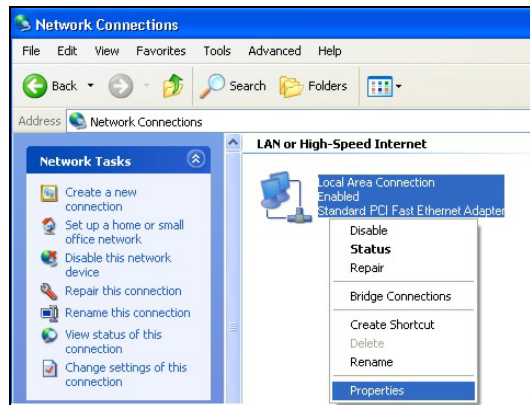 Network Connections
File Edit View Favorites Tools Advanced Help
Back Search Folders
Address Network Connections
Network Tasks
Create a new
connection
Set up a home or small
office network
Disable this network
device
Repair this connection
Rename this connection
View status of this
connection
Change settings of this
connection
LAN or High-Speed Internet
Local Area Connection
Enabled
Standard PCI Fast Ethernet Adapter
Disable
Status
Repair
Bridge Connections
Create Shortcut
Delete
Rename
Properties